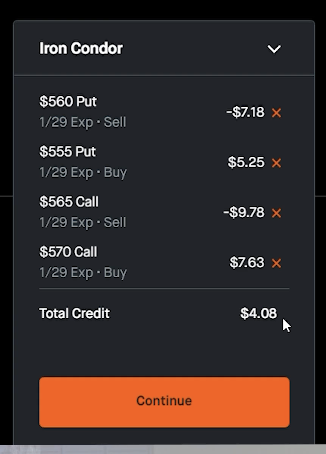 Iron Condor
$560 Put
-$7.18
1/29 Exp • Sell
$555 Put
$5.25
1/29 Exp • Buy
$565 Call
-$9.78
1/29 Exp • Sell
$570 Call
$7.63
1/29 Exp • Buy
Total Credit
$4.08
Continue